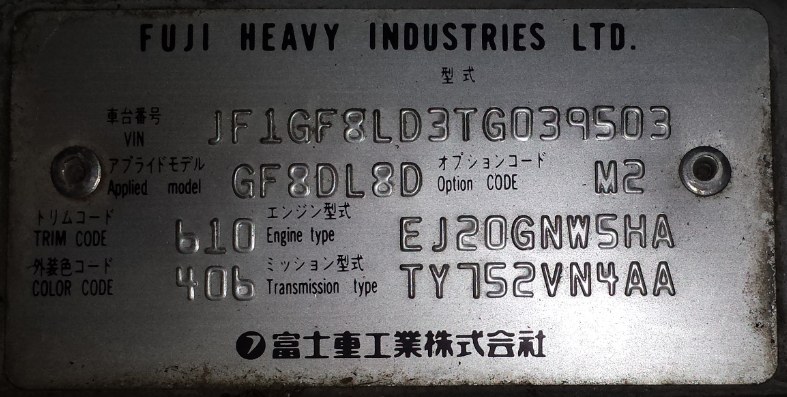 FUJI HEAVY INDUSTRIES LTD.
型式
車台番号
VIN JF1GF8LD3TG039503
アプライドモデル
Applied model GF8DL8D オプションコード
Option CODE M2
トリムコード
TRIM CODE 610 エンジン型式
Engine type EJ20GNW5HA
外装色コード
COLOR CODE 406 ミッション型式
Transmission type TY752VN4AA
富士重工業株式会社